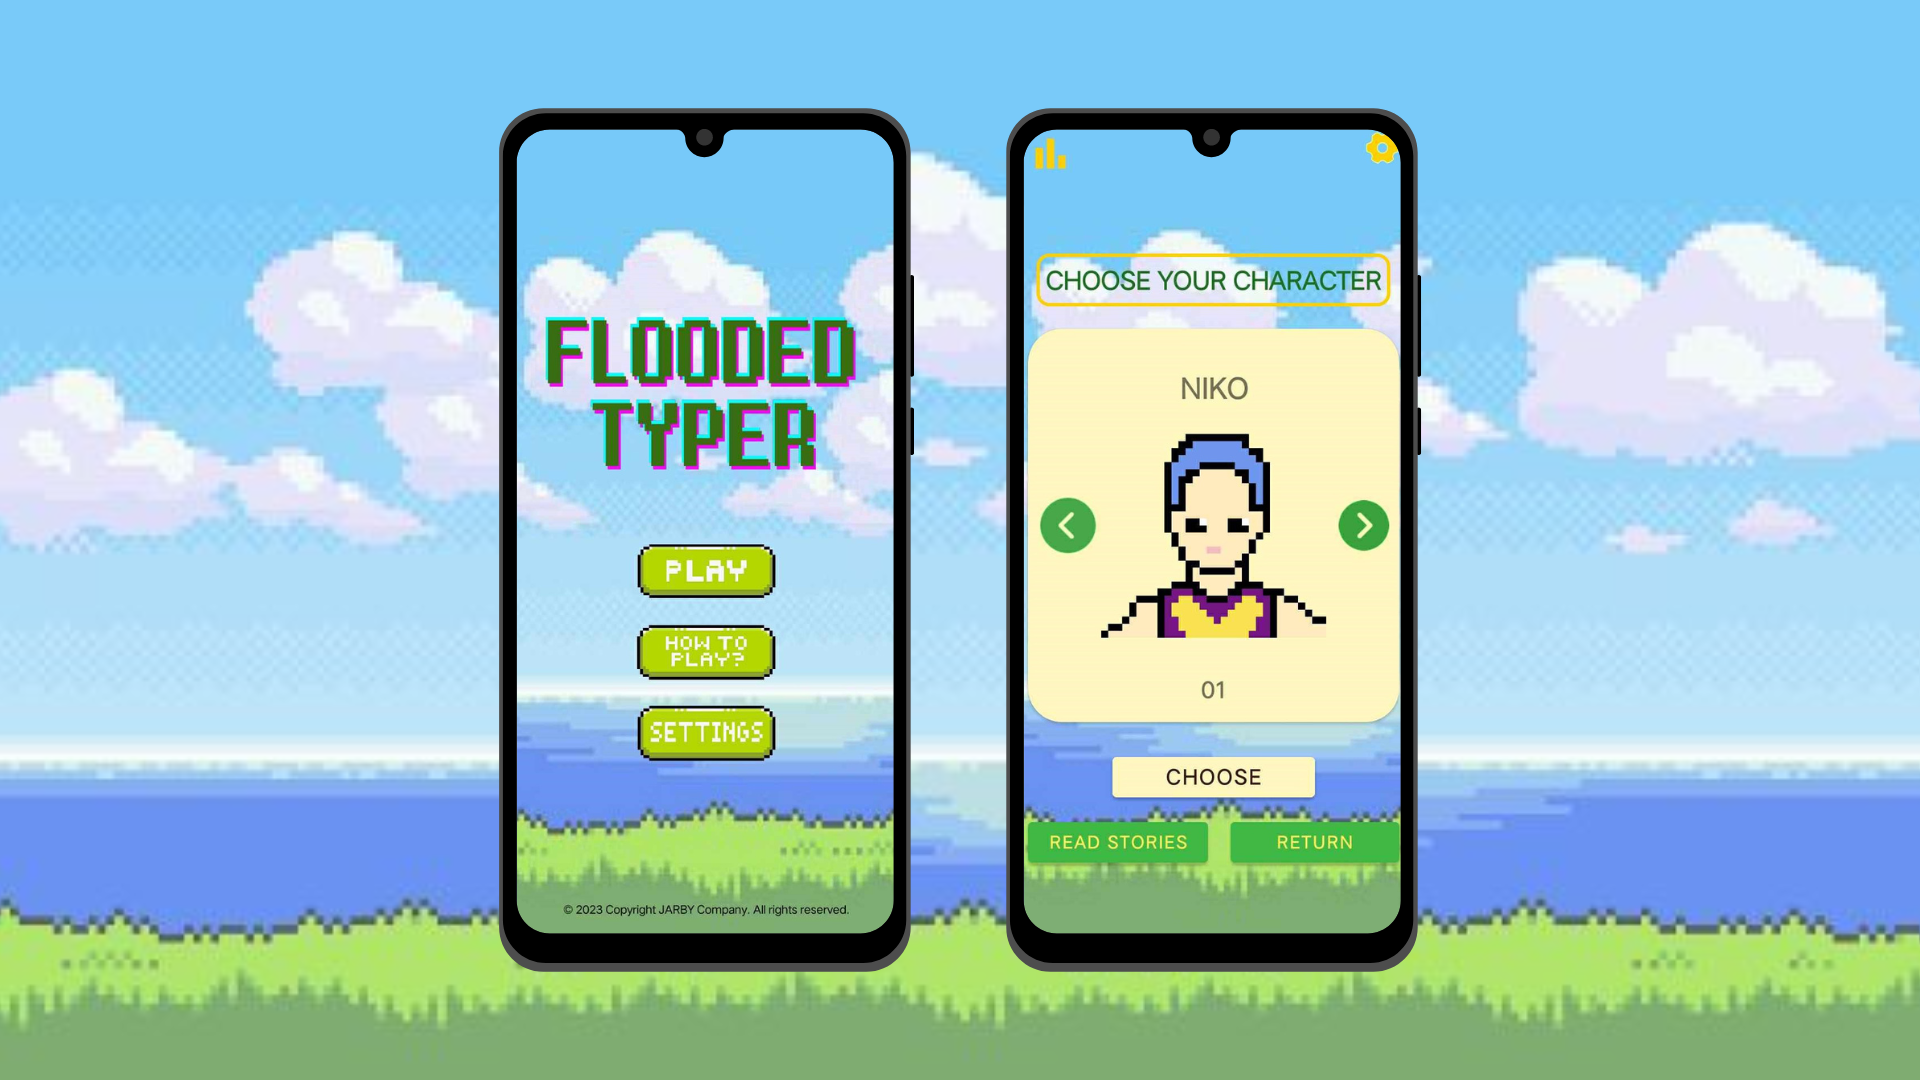 FLOODED
TYPER
PLAY
HOW TO
PLAY?
SETTINGS
© 2023 Copyright JARBY Company. All rights reserved.
CHOOSE YOUR CHARACTER
NIKO
01
CHOOSE
READ STORIES
RETURN